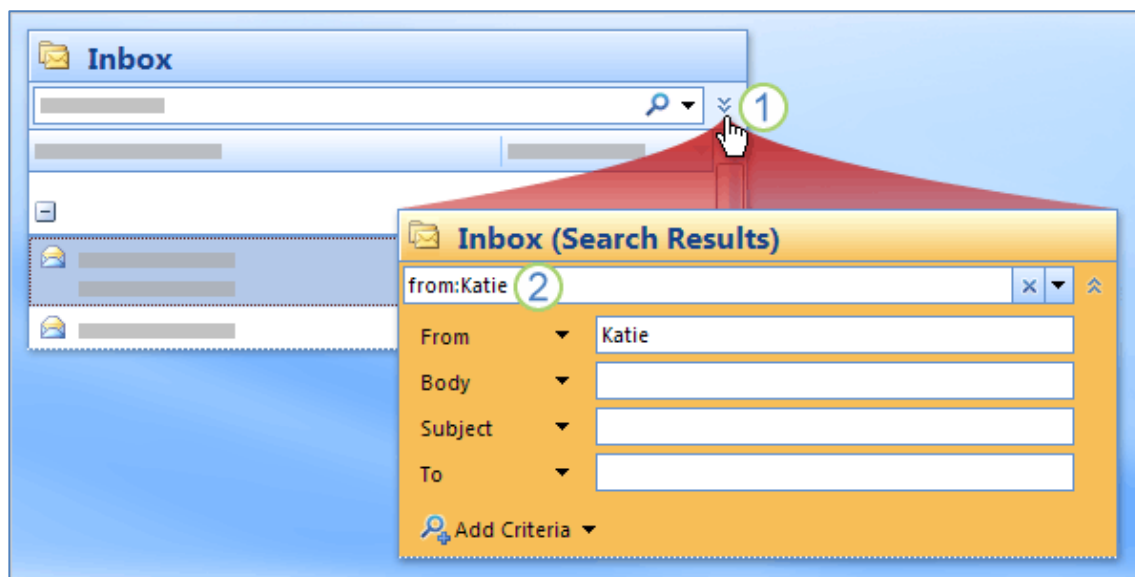 Inbox
1
Inbox (Search Results)
from:Katie 2
From Katie
Body
Subject
To
Add Criteria